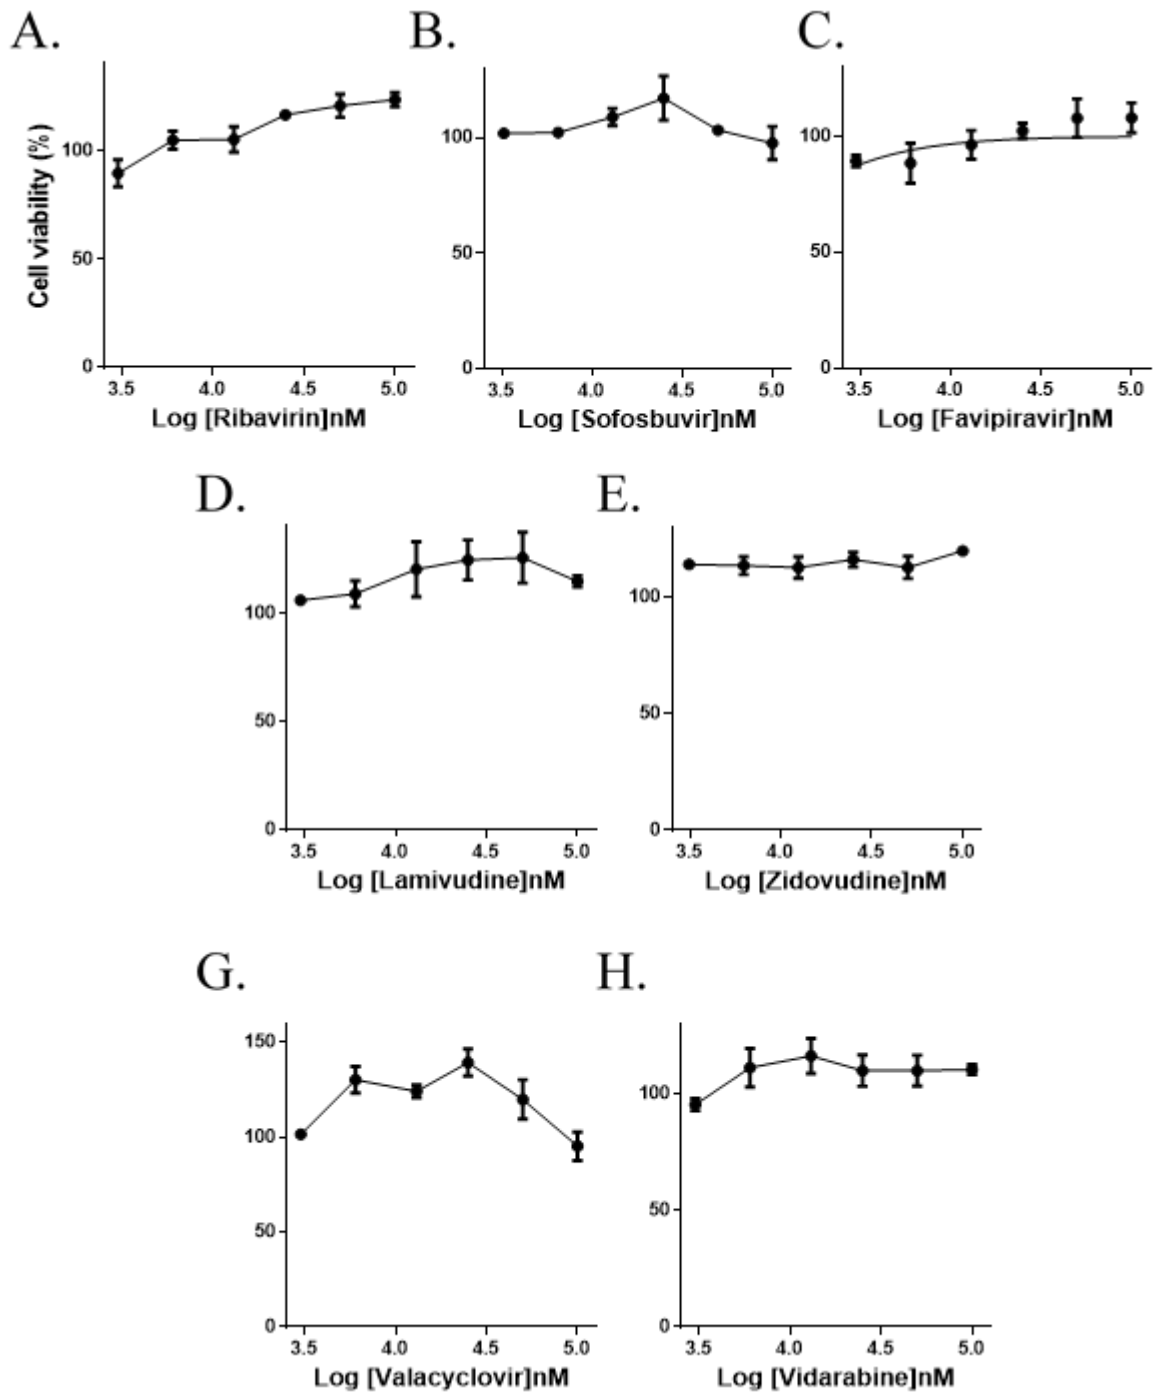 A.
B.
C.
Cell viability (%)
100
50
0
3.5 4.0 4.5 5.0
Log [Ribavirin]nM
100
50
0
3.5 4.0 4.5 5.0
Log [Sofosbuvir]nM
100
50
0
3.5 4.0 4.5 5.0
Log [Favipiravir]nM
D.
E.
100
50
0
3.5 4.0 4.5 5.0
Log [Lamivudine]nM
100
50
0
3.5 4.0 4.5 5.0
Log [Zidovudine]nM
G.
H.
150
100
50
0
3.5 4.0 4.5 5.0
Log [Valacyclovir]nM
100
50
0
3.5 4.0 4.5 5.0
Log [Vidarabine]nM